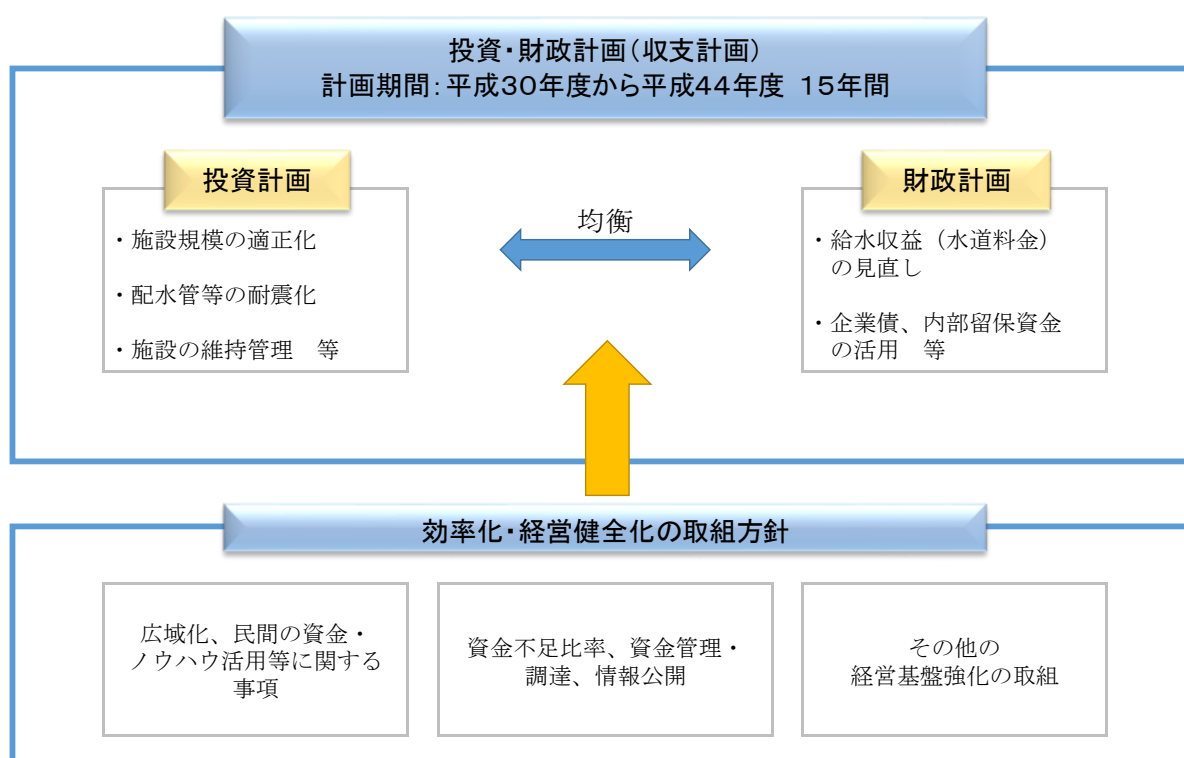 投資・財政計画(収支計画)
計画期間:平成30年度から平成44年度 15年間
投資計画
・施設規模の適正化
・配水管等の耐震化
・施設の維持管理　等
均衡
財政計画
・給水収益（水道料金）
の見直し
・企業債、内部留保資金
の活用　等
効率化・経営健全化の取組方針
広域化、民間の資金・
ノウハウ活用等に関する
事項
資金不足比率、資金管理・
調達、情報公開
その他の
経営基盤強化の取組